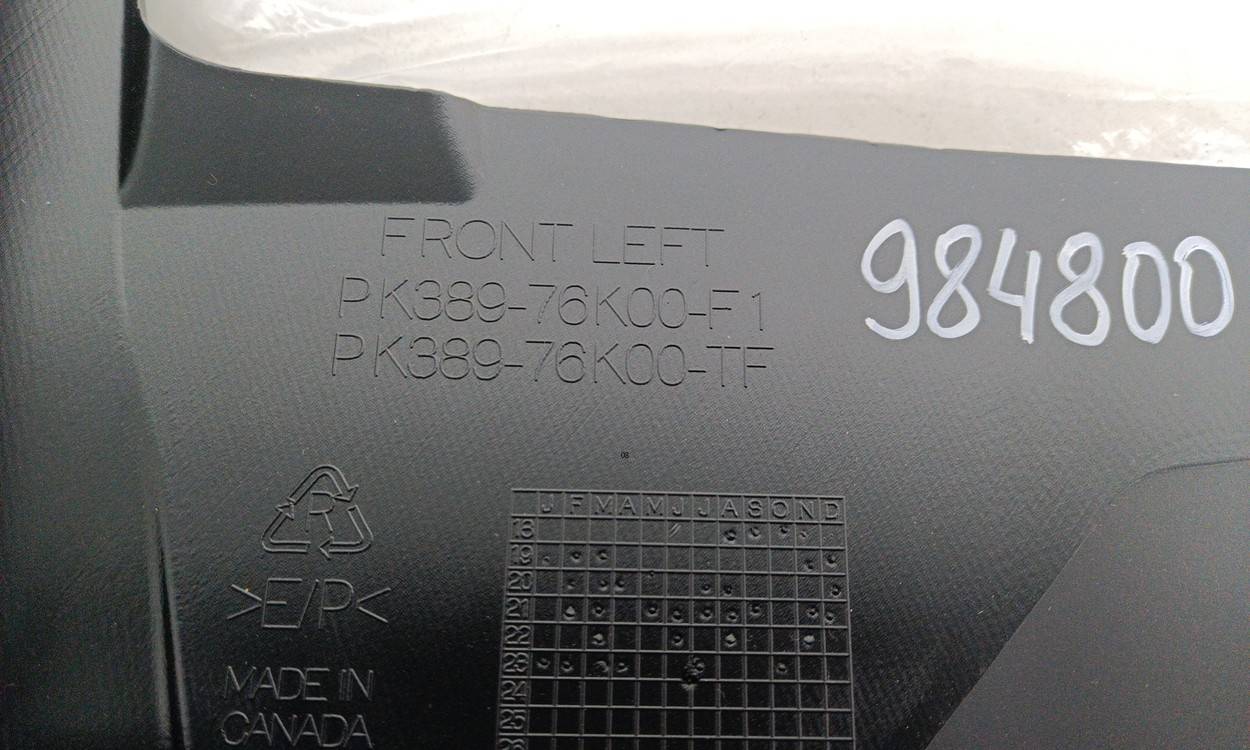 FRONT LEFT
PK389-76K00-F1
PK389-76K00-TF
984800
08
R
>E/P<
MADE IN
CANADA
J F M A M J J A S O N D
18
19
20
21
22
23
24
25